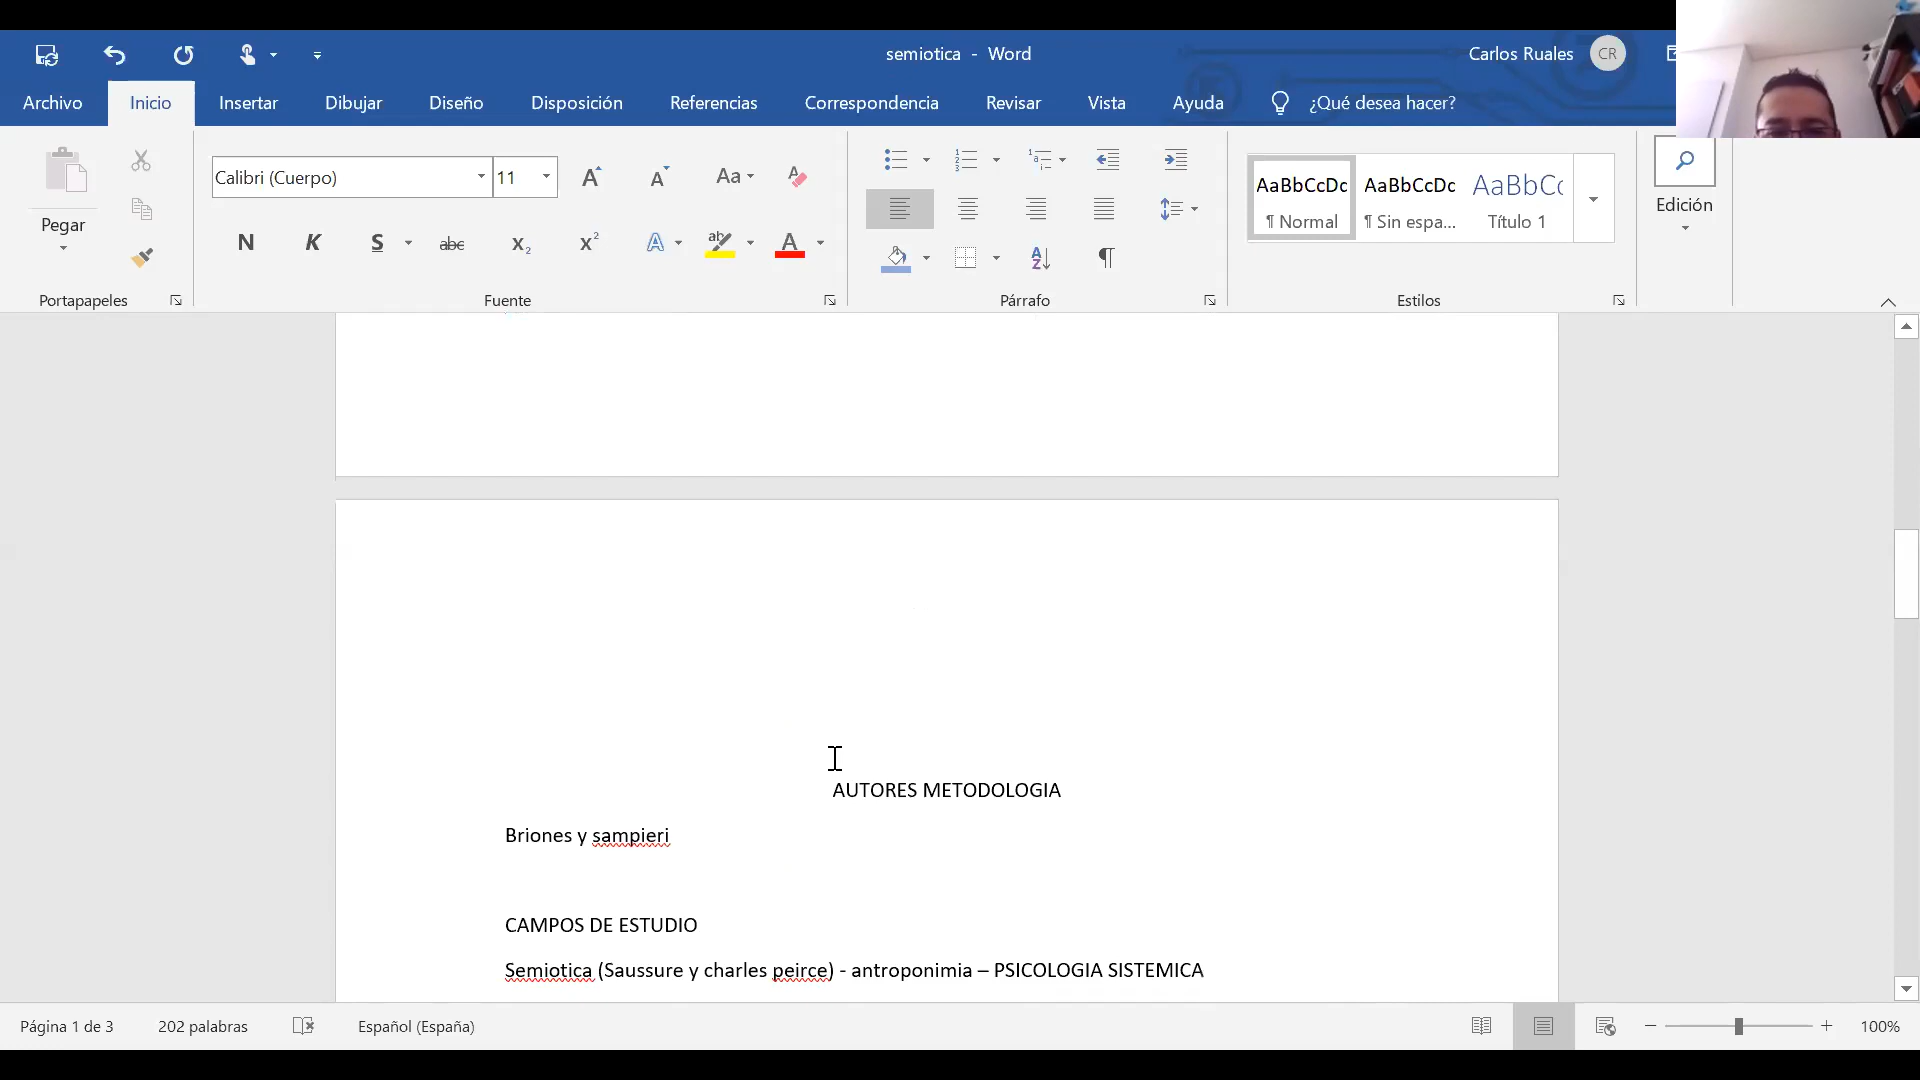 semiotica - Word
Carlos Ruales
CR
Archivo
Inicio
Insertar
Dibujar
Diseño
Disposición
Referencias
Correspondencia
Revisar
Vista
Ayuda
¿Qué desea hacer?
Pegar
Portapapeles
Calibri (Cuerpo)
11
Aa
N K S abc X₂ X²
Fuente
Párrafo
AaBbCcDc
¶ Normal
AaBbCcDc
¶ Sin espa...
AaBbCc
Título 1
Estilos
Edición
AUTORES METODOLOGIA
Briones y sampieri
CAMPOS DE ESTUDIO
Semiotica (Saussure y charles peirce) - antroponimia – PSICOLOGIA SISTEMICA
Página 1 de 3
202 palabras
Español (España)
100%